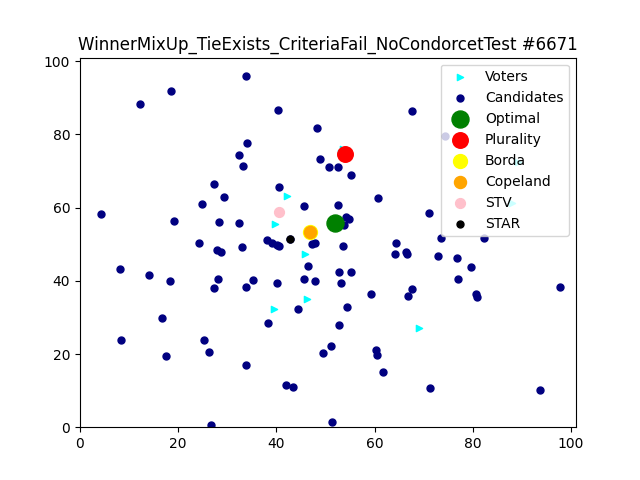 WinnerMixUp_TieExists_CriteriaFail_NoCondorcetTest #6671
100
80
60
40
20
0
0 20 40 60 80 100
Voters
Candidates
Optimal
Plurality
Borda
Copeland
STV
STAR